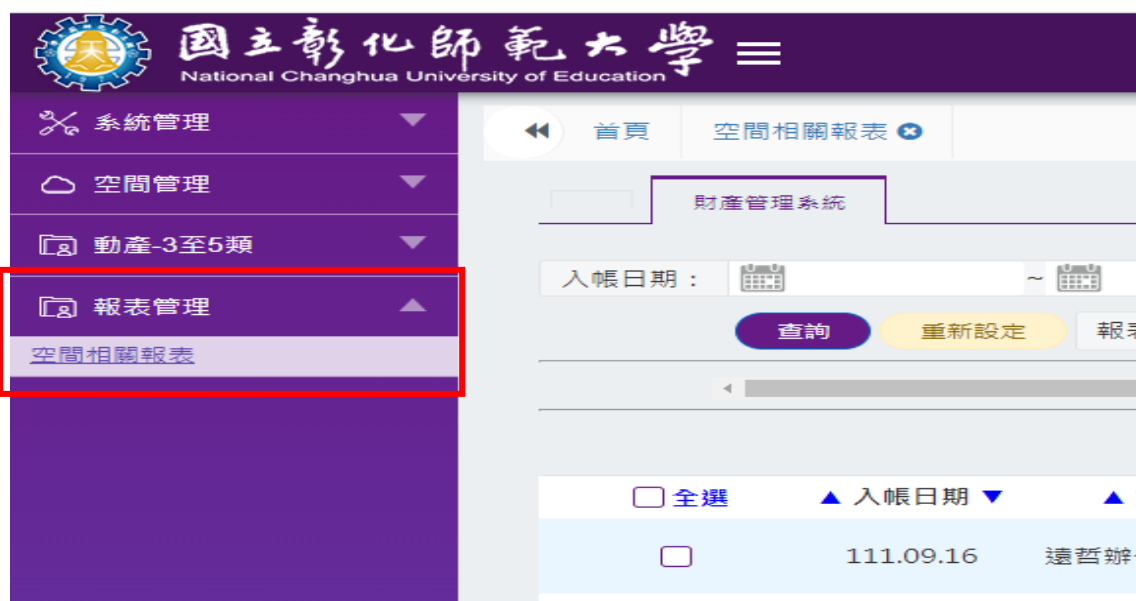 國立彰化師範大學
National Changhua University of Education
系統管理
空間管理
動產-3至5類
報表管理
空間相關報表
首頁 空間相關報表
財產管理系統
入帳日期: ~
查詢 重新設定 報表
全選 ▲ 入帳日期 ▼ ▲
111.09.16 遠哲辦